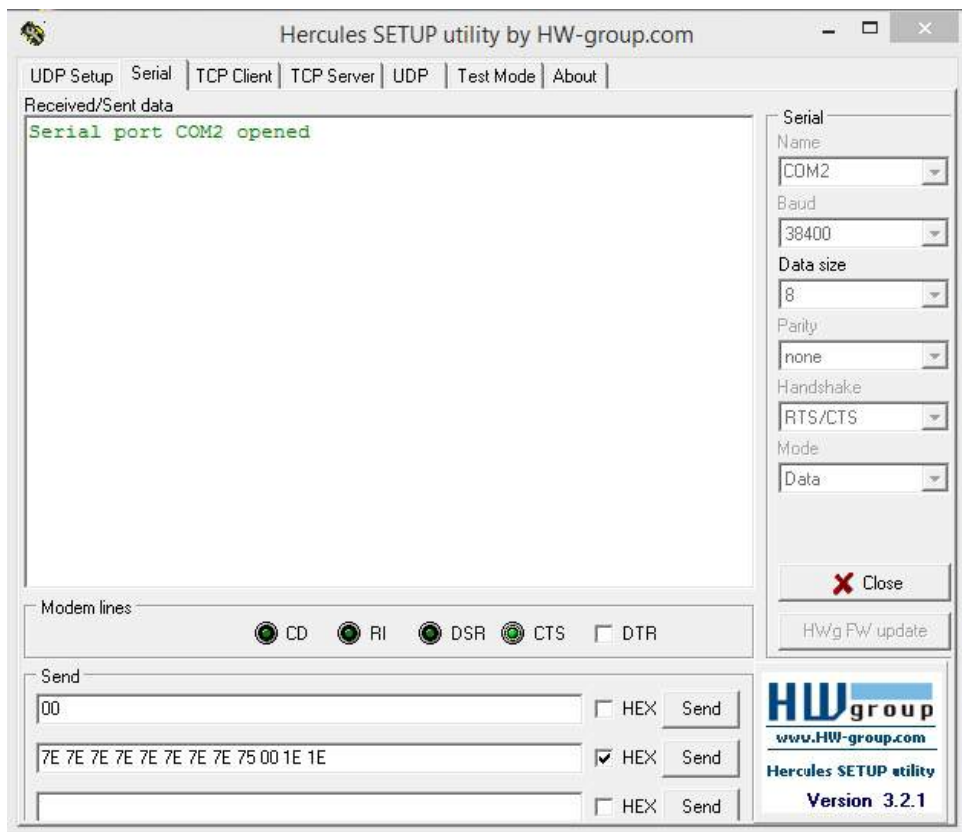 Hercules SETUP utility by HW-group.com
UDP Setup Serial TCP Client TCP Server UDP Test Mode About
Received/Sent data
Serial port COM2 opened
Serial
Name
COM2
Baud
38400
Data size
8
Parity
none
Handshake
RTS/CTS
Mode
Data
Close
HWg FW update
Modem lines
CD RI DSR CTS DTR
Send
00 HEX Send
7E 7E 7E 7E 7E 7E 7E 7E 75 00 1E 1E HEX Send
HEX Send
HW group
www.HW-group.com
Hercules SETUP utility
Version 3.2.1